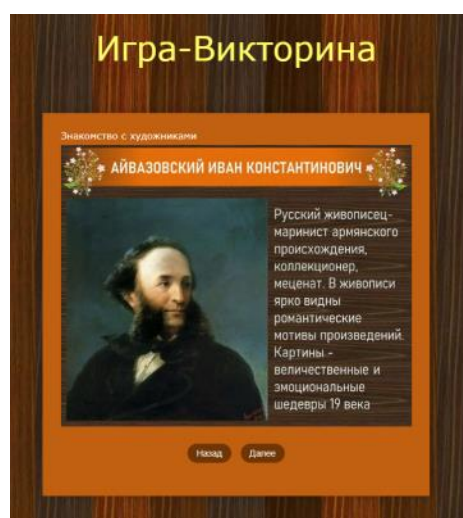 Игра-Викторина
Знакомство с художниками
АЙВАЗОВСКИЙ ИВАН КОНСТАНТИНОВИЧ
Русский живописец-
маринист армянского
происхождения,
коллекционер,
меценат. В живописи
ярко видны
романтические
мотивы произведений.
Картины -
величественные и
эмоциональные
шедевры 19 века
Назад Далее